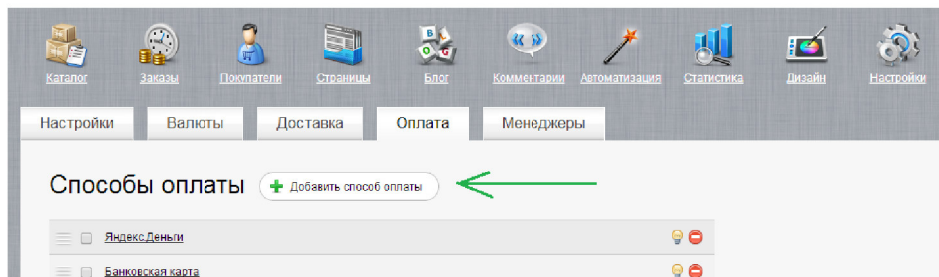 Каталог Заказы Покупатели Страницы Блог Комментарии Автоматизация Статистика Дизайн Настройки
Настройки Валюты Доставка Оплата Менеджеры
Способы оплаты Добавить способ оплаты
Яндекс.Деньги
Банковская карта